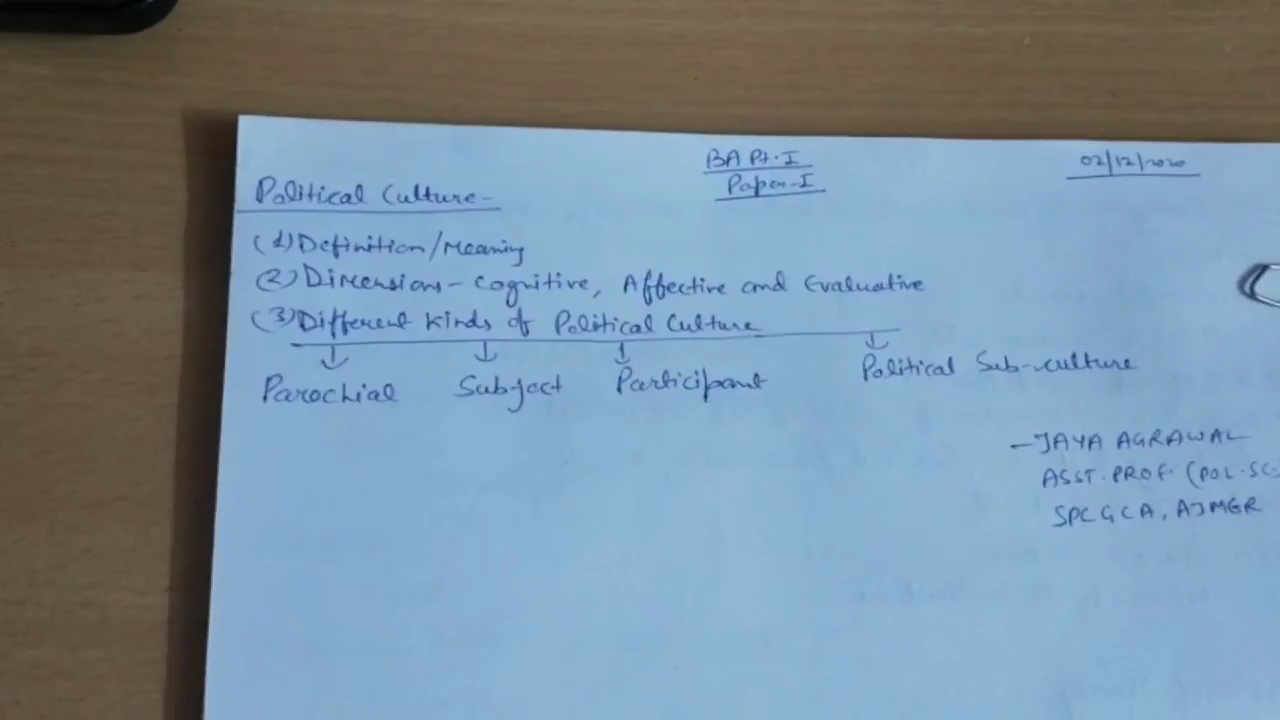 BA Pt. I
Paper-I
02/12/2020
Political Culture-
(1) Definition/Meaning
(2) Dimensions - Cognitive, Affective and Evaluative
(3) Different Kinds of Political Culture
↓ ↓ ↓ ↓
Parochial Subject Participant Political Sub-culture
- JAYA AGRAWAL
ASST. PROF. (POL. SC
SPCGCA, AJMER